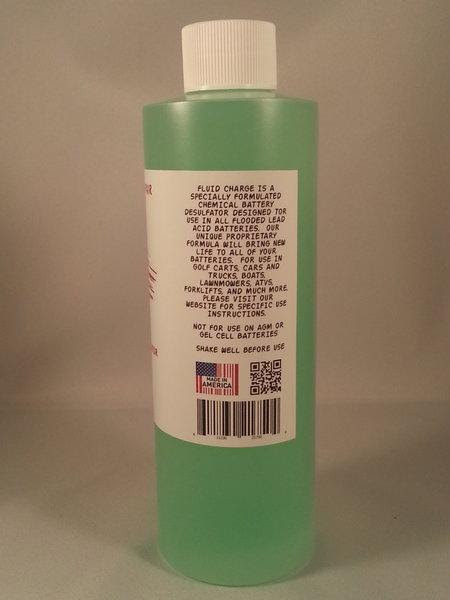 FLUID CHARGE IS A
SPECIALLY FORMULATED
CHEMICAL BATTERY
DESULFATOR DESIGNED TOR
USE IN ALL FLOODED LEAD
ACID BATTERIES. OUR
UNIQUE PROPRIETARY
FORMULA WILL BRING NEW
LIFE TO ALL OF YOUR
BATTERIES. FOR USE IN
GOLF CARTS, CARS AND
TRUCKS, BOATS,
LAWNMOWERS, ATVS,
FORKLIFTS, AND MUCH MORE.
PLEASE VISIT OUR
WEBSITE FOR SPECIFIC USE
INSTRUCTIONS.
NOT FOR USE ON AGM OR
GEL CELL BATTERIES
SHAKE WELL BEFORE USE
MADE IN
AMERICA